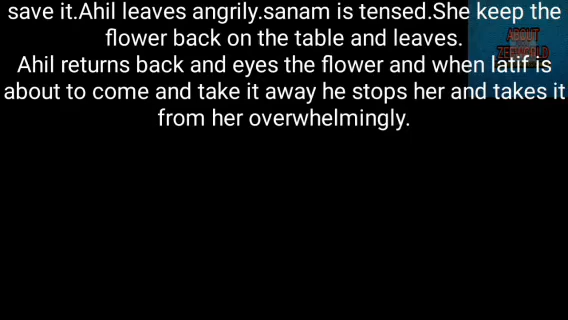 save it.Ahil leaves angrily.sanam is tensed.She keep the
flower back on the table and leaves.
Ahil returns back and eyes the flower and when latif is
about to come and take it away he stops her and takes it
from her overwhelmingly.
ABOUT
ZEEWORLD